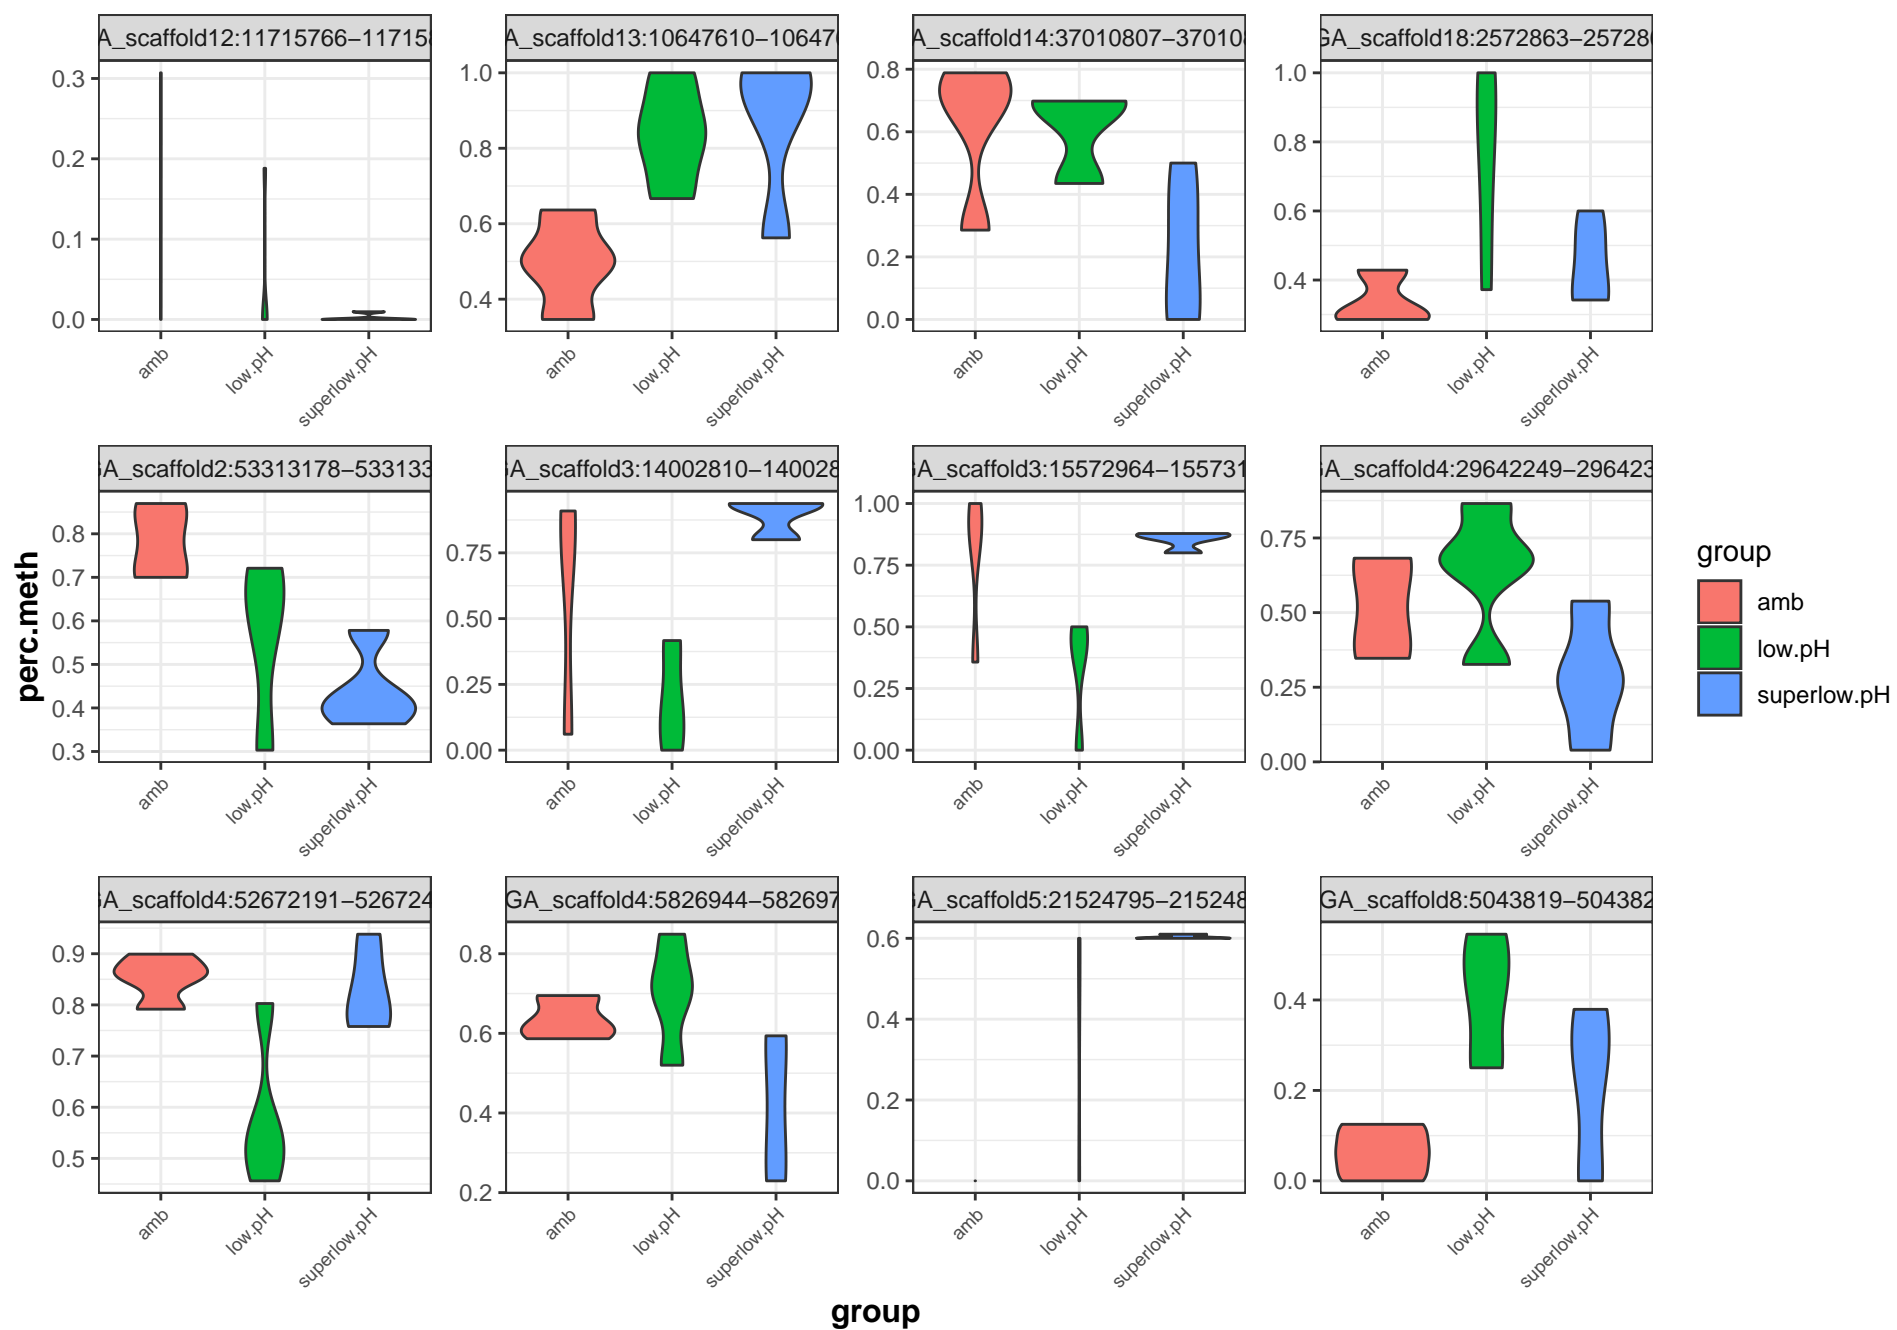 A_scaffold12:11715766−11715
A_scaffold13:10647610−10647
A_scaffold14:37010807−37010
GA_scaffold18:2572863−25728
0.3
0.2
0.1
0.0
1.0
0.8
0.6
0.4
0.8
0.6
0.4
0.2
0.0
1.0
0.8
0.6
0.4
amb
low.pH
superlow.pH
amb
low.pH
superlow.pH
amb
low.pH
superlow.pH
amb
low.pH
superlow.pH
GA_scaffold2:53313178−533133
GA_scaffold3:14002810−140028
GA_scaffold3:15572964−155731
GA_scaffold4:29642249−296423
0.8
0.7
0.6
0.5
0.4
0.3
0.75
0.50
0.25
0.00
1.00
0.75
0.50
0.25
0.00
0.75
0.50
0.25
0.00
amb
low.pH
superlow.pH
amb
low.pH
superlow.pH
amb
low.pH
superlow.pH
amb
low.pH
superlow.pH
GA_scaffold4:52672191−526724
GA_scaffold4:5826944−582697
GA_scaffold5:21524795−215248
GA_scaffold8:5043819−504382
0.9
0.8
0.7
0.6
0.5
0.8
0.6
0.4
0.2
0.6
0.4
0.2
0.0
0.4
0.2
0.0
amb
low.pH
superlow.pH
amb
low.pH
superlow.pH
amb
low.pH
superlow.pH
amb
low.pH
superlow.pH
perc.meth
group
group
amb
low.pH
superlow.pH